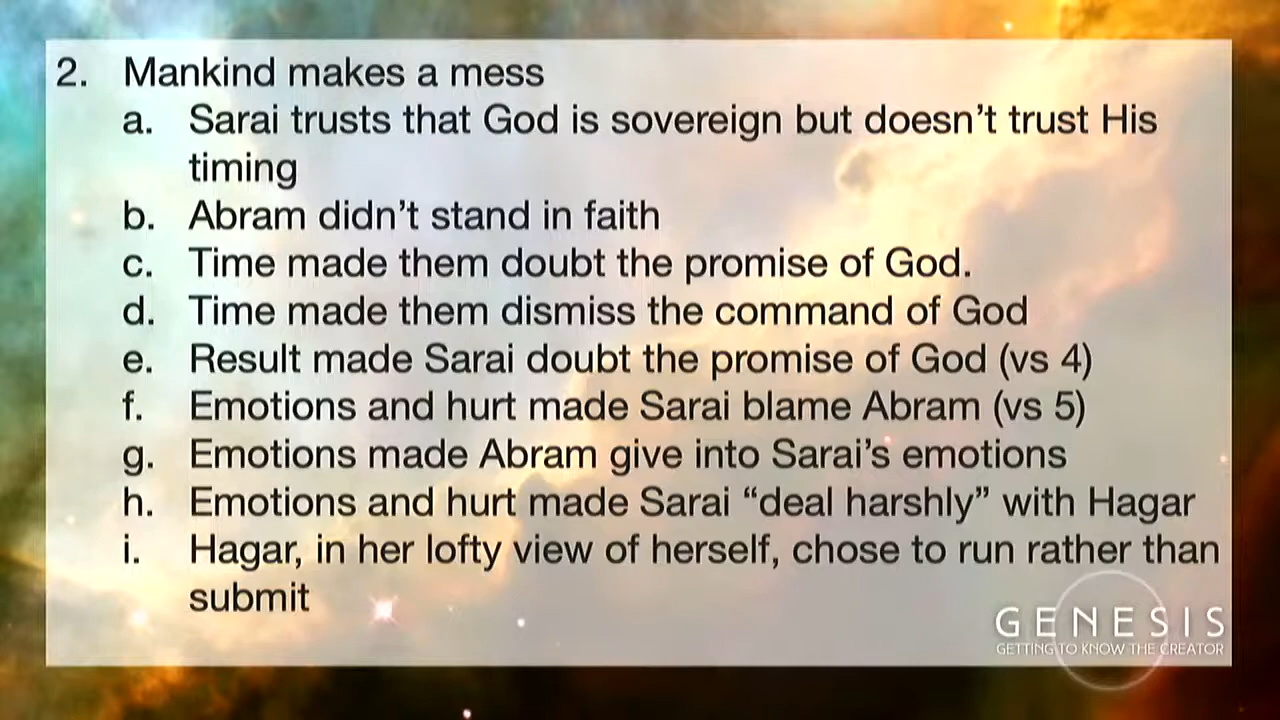 2. Mankind makes a mess
a. Sarai trusts that God is sovereign but doesn’t trust His
timing
b. Abram didn’t stand in faith
c. Time made them doubt the promise of God.
d. Time made them dismiss the command of God
e. Result made Sarai doubt the promise of God (vs 4)
f. Emotions and hurt made Sarai blame Abram (vs 5)
g. Emotions made Abram give into Sarai’s emotions
h. Emotions and hurt made Sarai “deal harshly” with Hagar
i. Hagar, in her lofty view of herself, chose to run rather than
submit
GENESIS
GETTING TO KNOW THE CREATOR